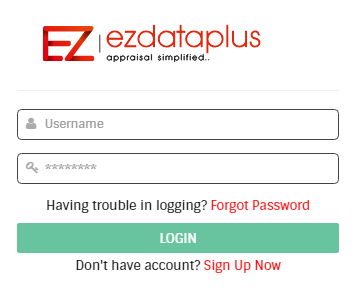 EZ | ezdataplus
appraisal simplified..
Username
********
Having trouble in logging? Forgot Password
LOGIN
Don't have account? Sign Up Now